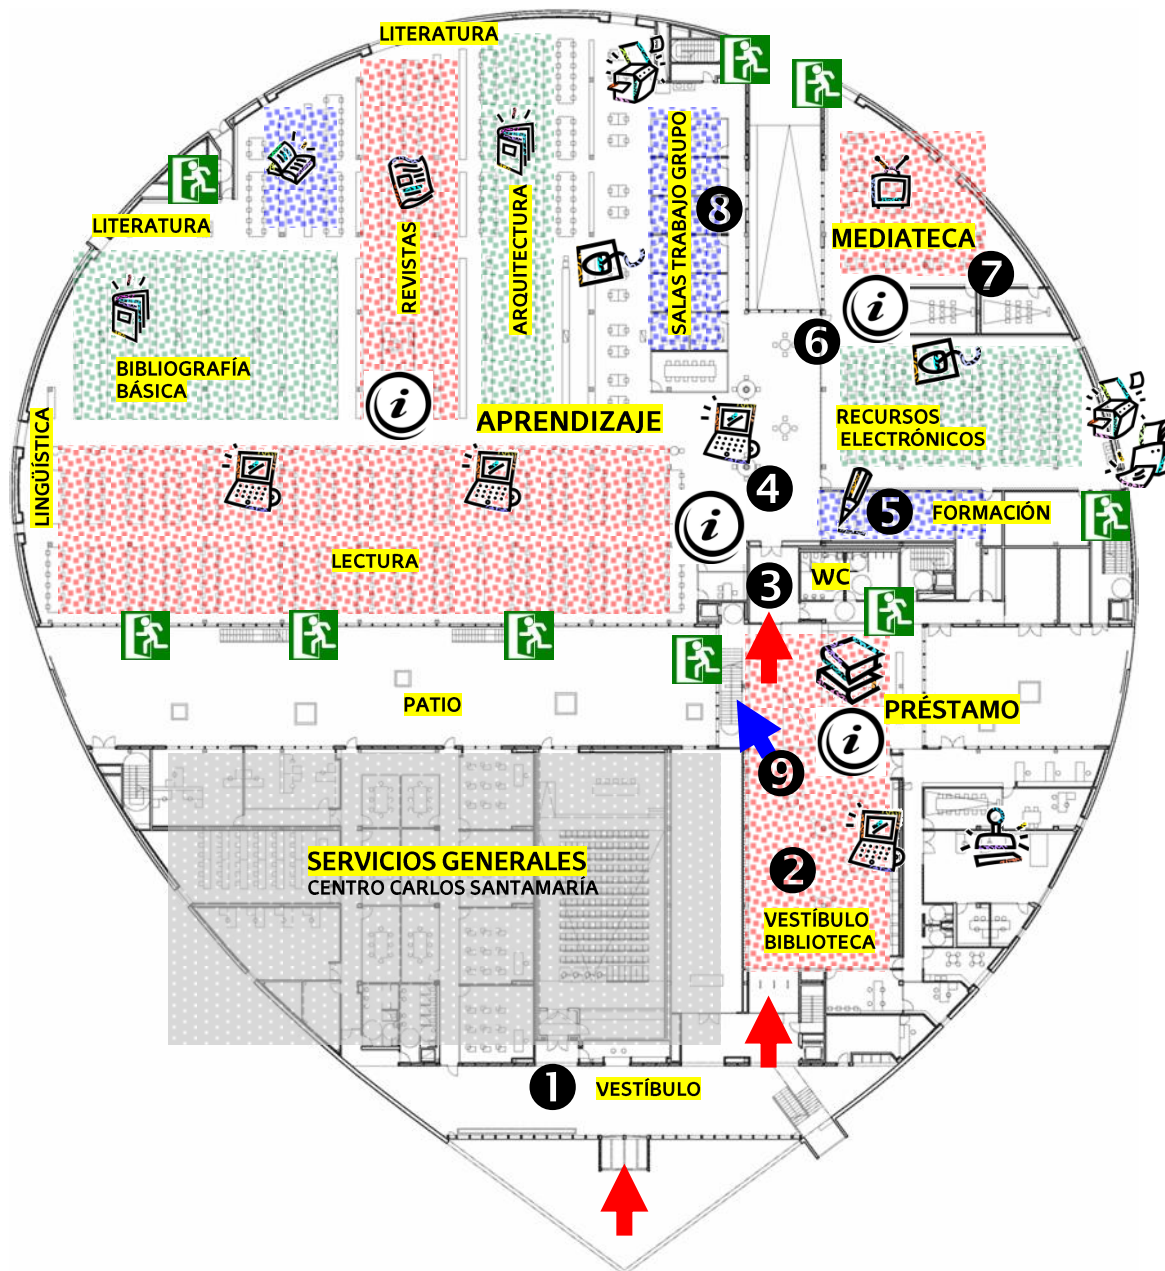 LITERATURA
LITERATURA
REVISTAS
ARQUITECTURA
SALAS TRABAJO GRUPO
8
MEDIATECA
7
i
6
BIBLIOGRAFÍA
BÁSICA
i
APRENDIZAJE
RECURSOS
ELECTRÓNICOS
LINGÜÍSTICA
4
i
5
FORMACIÓN
LECTURA
3
WC
PATIO
PRÉSTAMO
i
9
SERVICIOS GENERALES
CENTRO CARLOS SANTAMARÍA
2
VESTÍBULO
BIBLIOTECA
1
VESTÍBULO